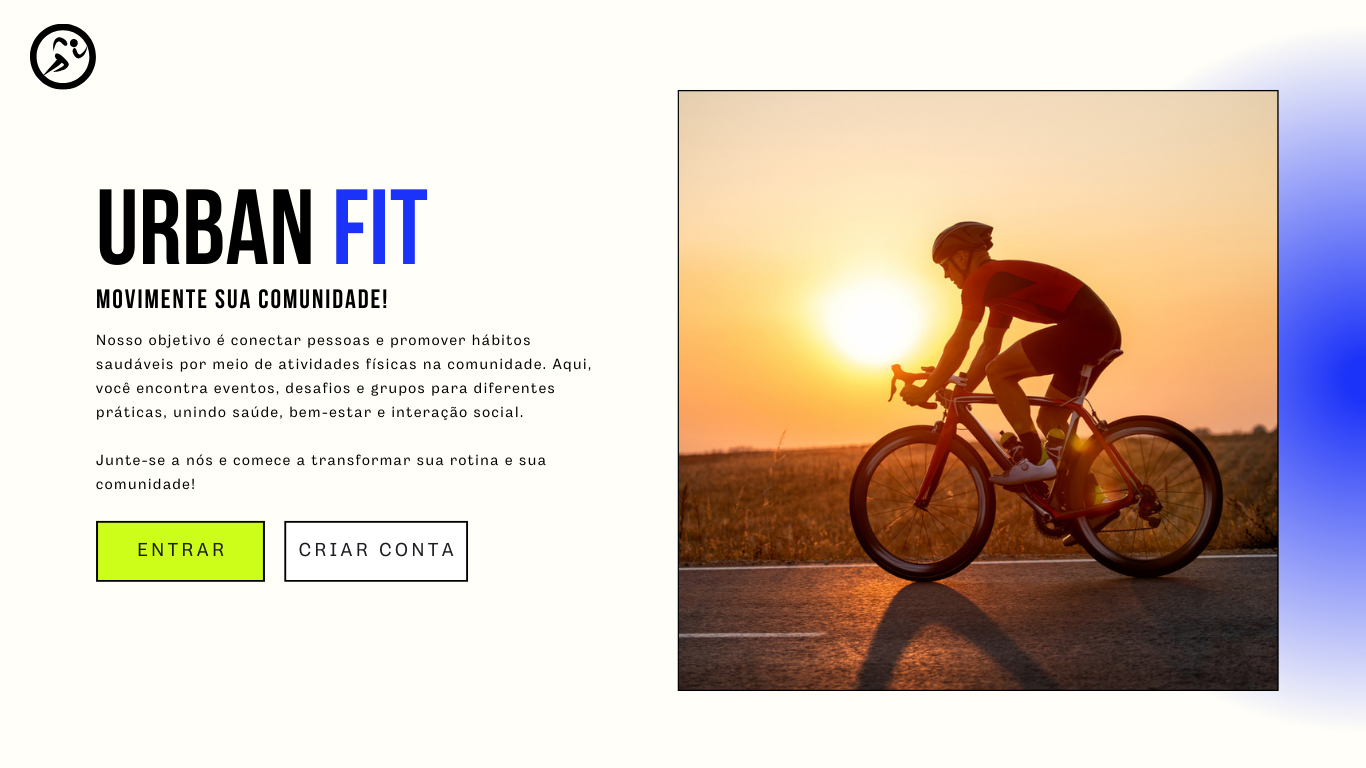 URBAN FIT
MOVIMENTE SUA COMUNIDADE!
Nosso objetivo é conectar pessoas e promover hábitos
saudáveis por meio de atividades físicas na comunidade. Aqui,
você encontra eventos, desafios e grupos para diferentes
práticas, unindo saúde, bem-estar e interação social.
Junte-se a nós e comece a transformar sua rotina e sua
comunidade!
ENTRAR
CRIAR CONTA